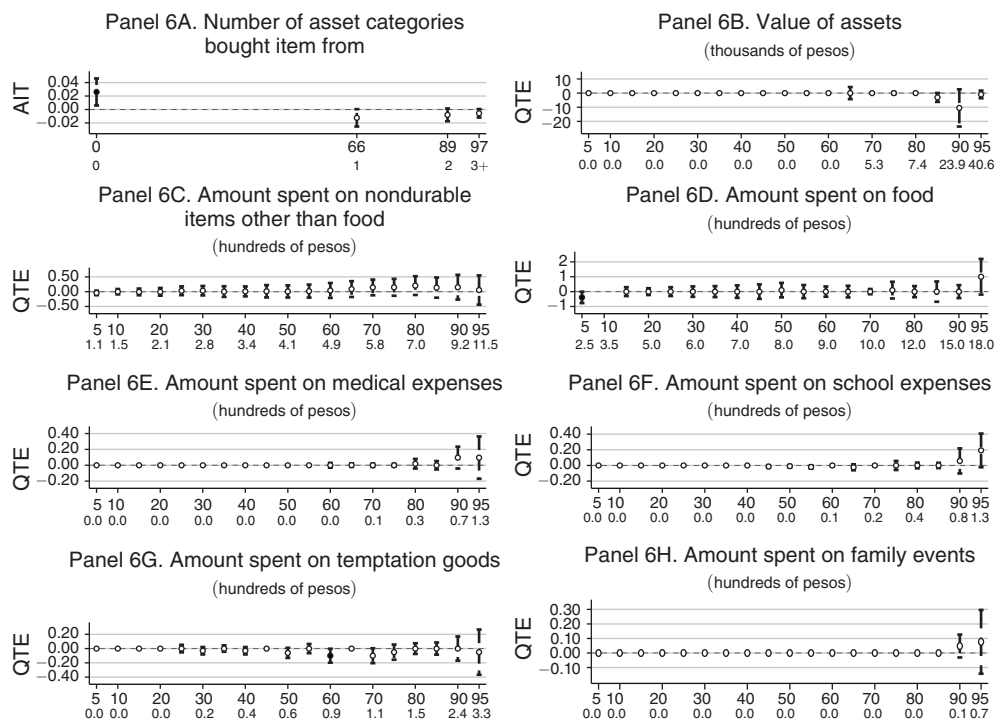 Panel 6A. Number of asset categories
bought item from
AIT
0.04
0.02
0.00
−0.02
0 66 89 97
0 1 2 3+
Panel 6B. Value of assets
(thousands of pesos)
QTE
10
0
−10
−20
5 10 20 30 40 50 60 70 80 90 95
0.0 0.0 0.0 0.0 0.0 0.0 0.0 5.3 7.4 23.9 40.6
Panel 6C. Amount spent on nondurable
items other than food
(hundreds of pesos)
QTE
0.50
0.00
−0.50
5 10 20 30 40 50 60 70 80 90 95
1.1 1.5 2.1 2.8 3.4 4.1 4.9 5.8 7.0 9.2 11.5
Panel 6D. Amount spent on food
(hundreds of pesos)
QTE
2
1
0
−1
5 10 20 30 40 50 60 70 80 90 95
2.5 3.5 5.0 6.0 7.0 8.0 9.0 10.0 12.0 15.0 18.0
Panel 6E. Amount spent on medical expenses
(hundreds of pesos)
QTE
0.40
0.20
0.00
−0.20
5 10 20 30 40 50 60 70 80 90 95
0.0 0.0 0.0 0.0 0.0 0.0 0.0 0.1 0.3 0.7 1.3
Panel 6F. Amount spent on school expenses
(hundreds of pesos)
QTE
0.40
0.20
0.00
−0.20
5 10 20 30 40 50 60 70 80 90 95
0.0 0.0 0.0 0.0 0.0 0.0 0.1 0.2 0.4 0.8 1.3
Panel 6G. Amount spent on temptation goods
(hundreds of pesos)
QTE
0.20
0.00
−0.20
−0.40
5 10 20 30 40 50 60 70 80 90 95
0.0 0.0 0.0 0.2 0.4 0.6 0.9 1.1 1.5 2.4 3.3
Panel 6H. Amount spent on family events
(hundreds of pesos)
QTE
0.30
0.20
0.10
0.00
−0.10
5 10 20 30 40 50 60 70 80 90 95
0.0 0.0 0.0 0.0 0.0 0.0 0.0 0.0 0.0 0.1 0.7